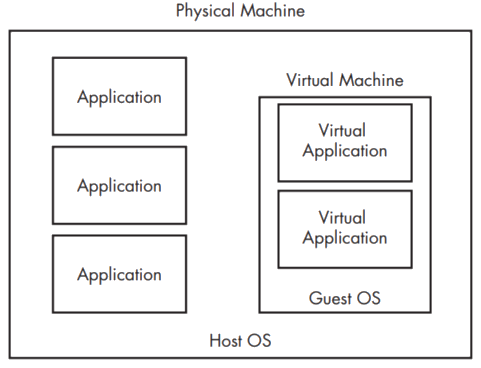 Physical Machine
Application
Application
Application
Virtual Machine
Virtual
Application
Virtual
Application
Guest OS
Host OS